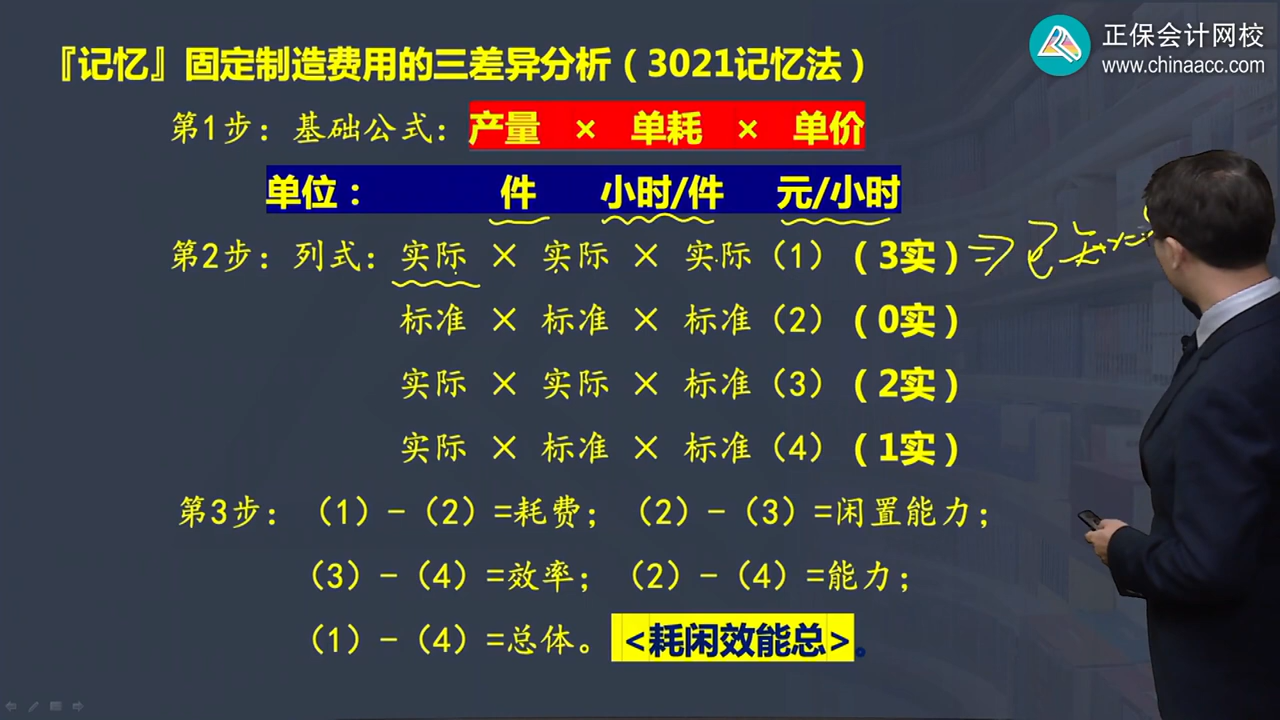 正保会计网校
www.chinaacc.com
『记忆』固定制造费用的三差异分析（3021记忆法）
第1步：基础公式：产量 × 单耗 × 单价
单位： 件 小时/件 元/小时
第2步：列式：实际 × 实际 × 实际（1）（3实）
标准 × 标准 × 标准（2）（0实）
实际 × 实际 × 标准（3）（2实）
实际 × 标准 × 标准（4）（1实）
第3步：（1）-（2）=耗费；（2）-（3）=闲置能力；
（3）-（4）=效率；（2）-（4）=能力；
（1）-（4）=总体。<耗闲效能总>。